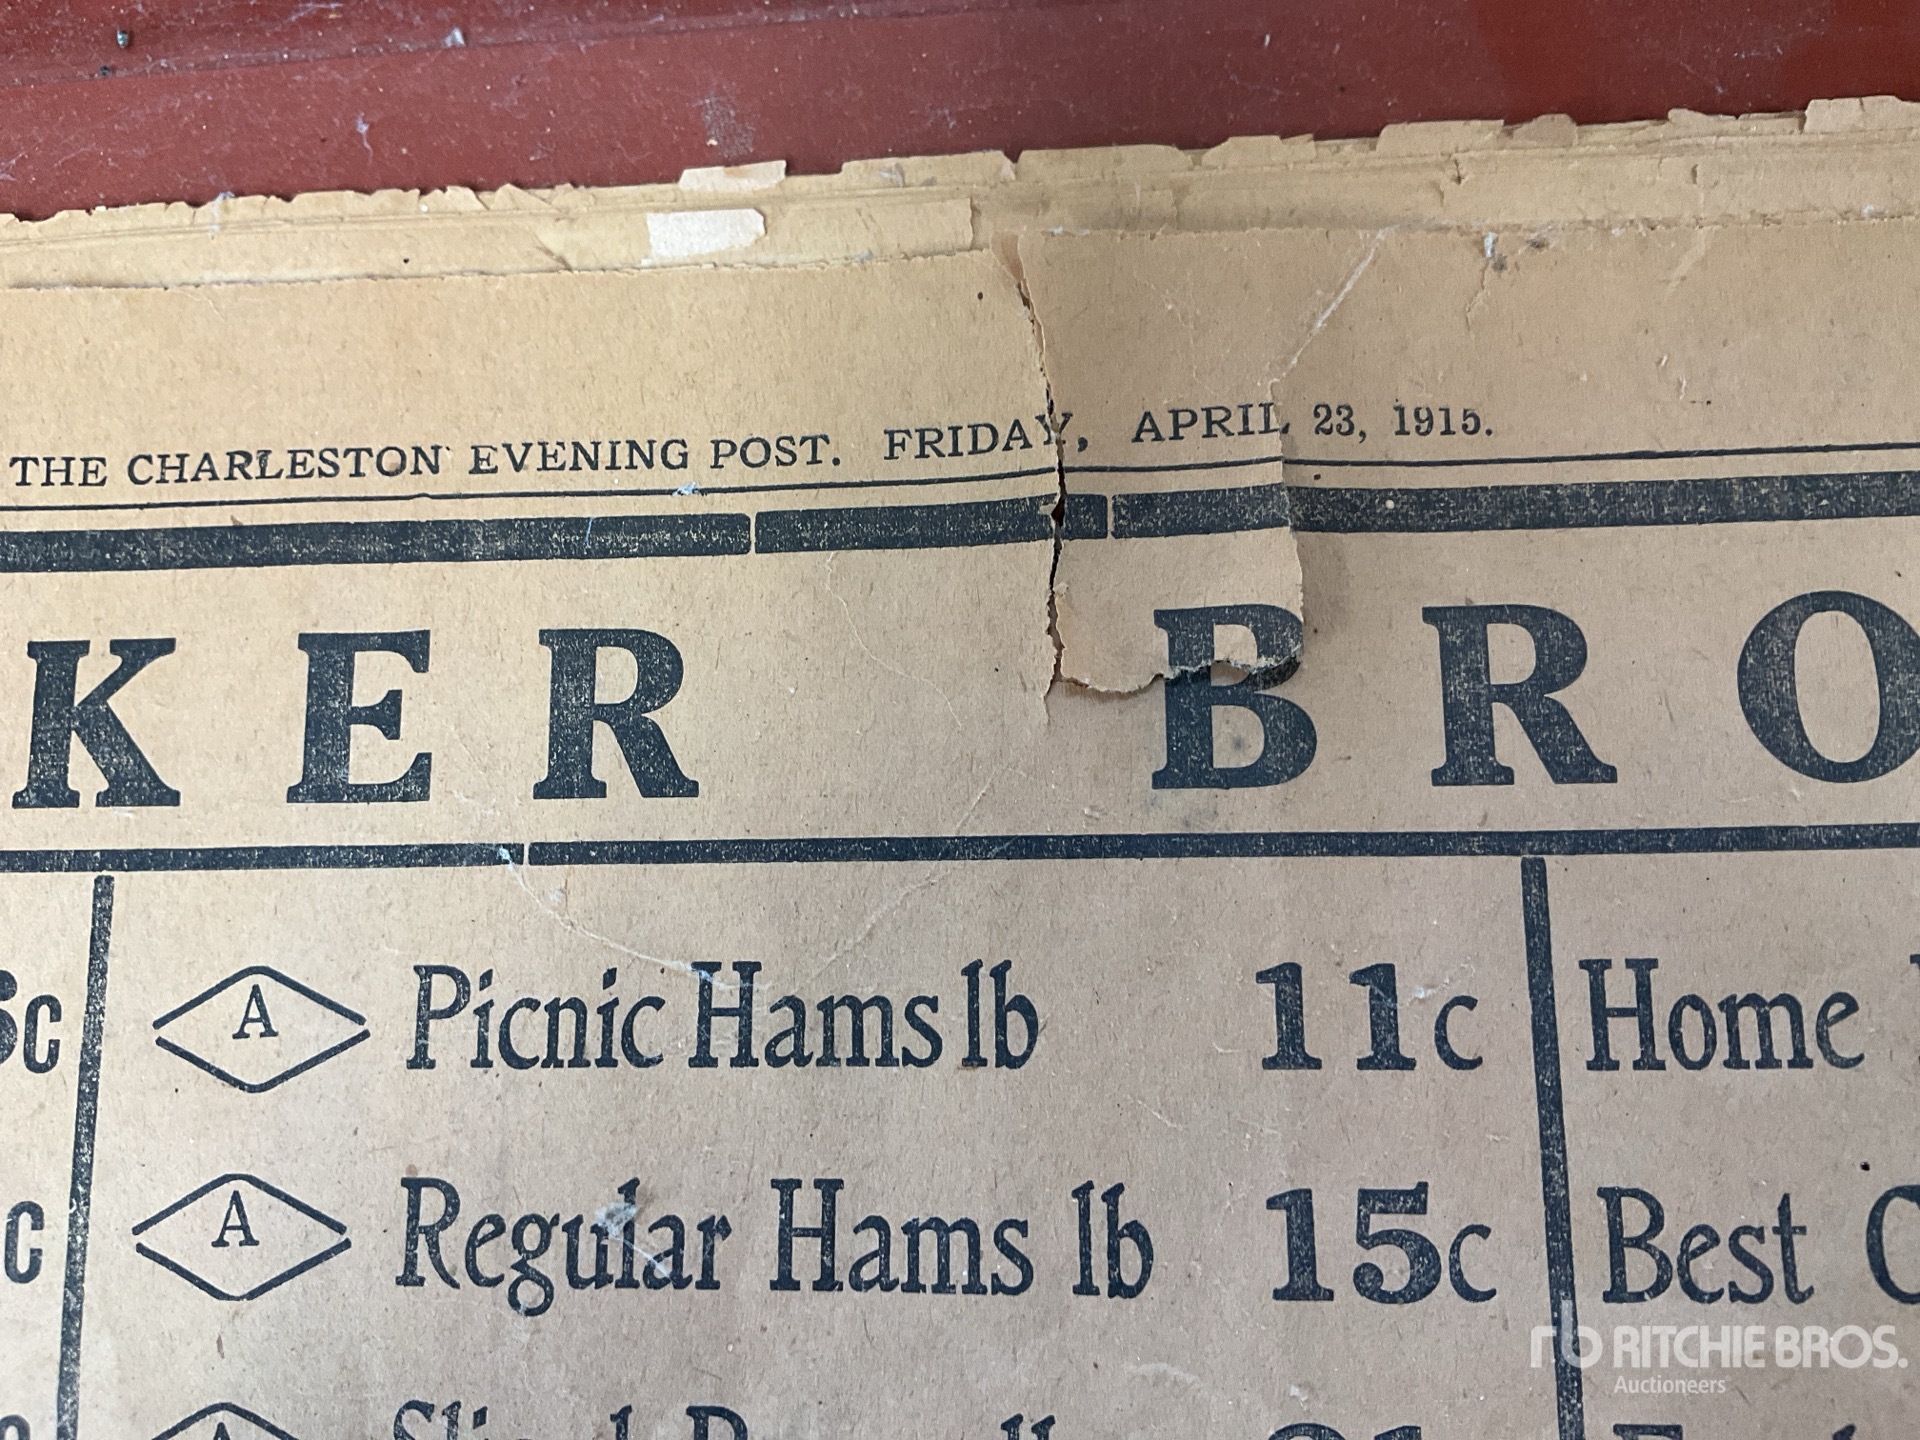 THE CHARLESTON EVENING POST. FRIDAY, APRIL 23, 1915.
KER BRO
c
A Picnic Hams lb 11c
Home
c
A Regular Hams lb 15c
Best C
A
RITCHIE BROS.
Auctioneers